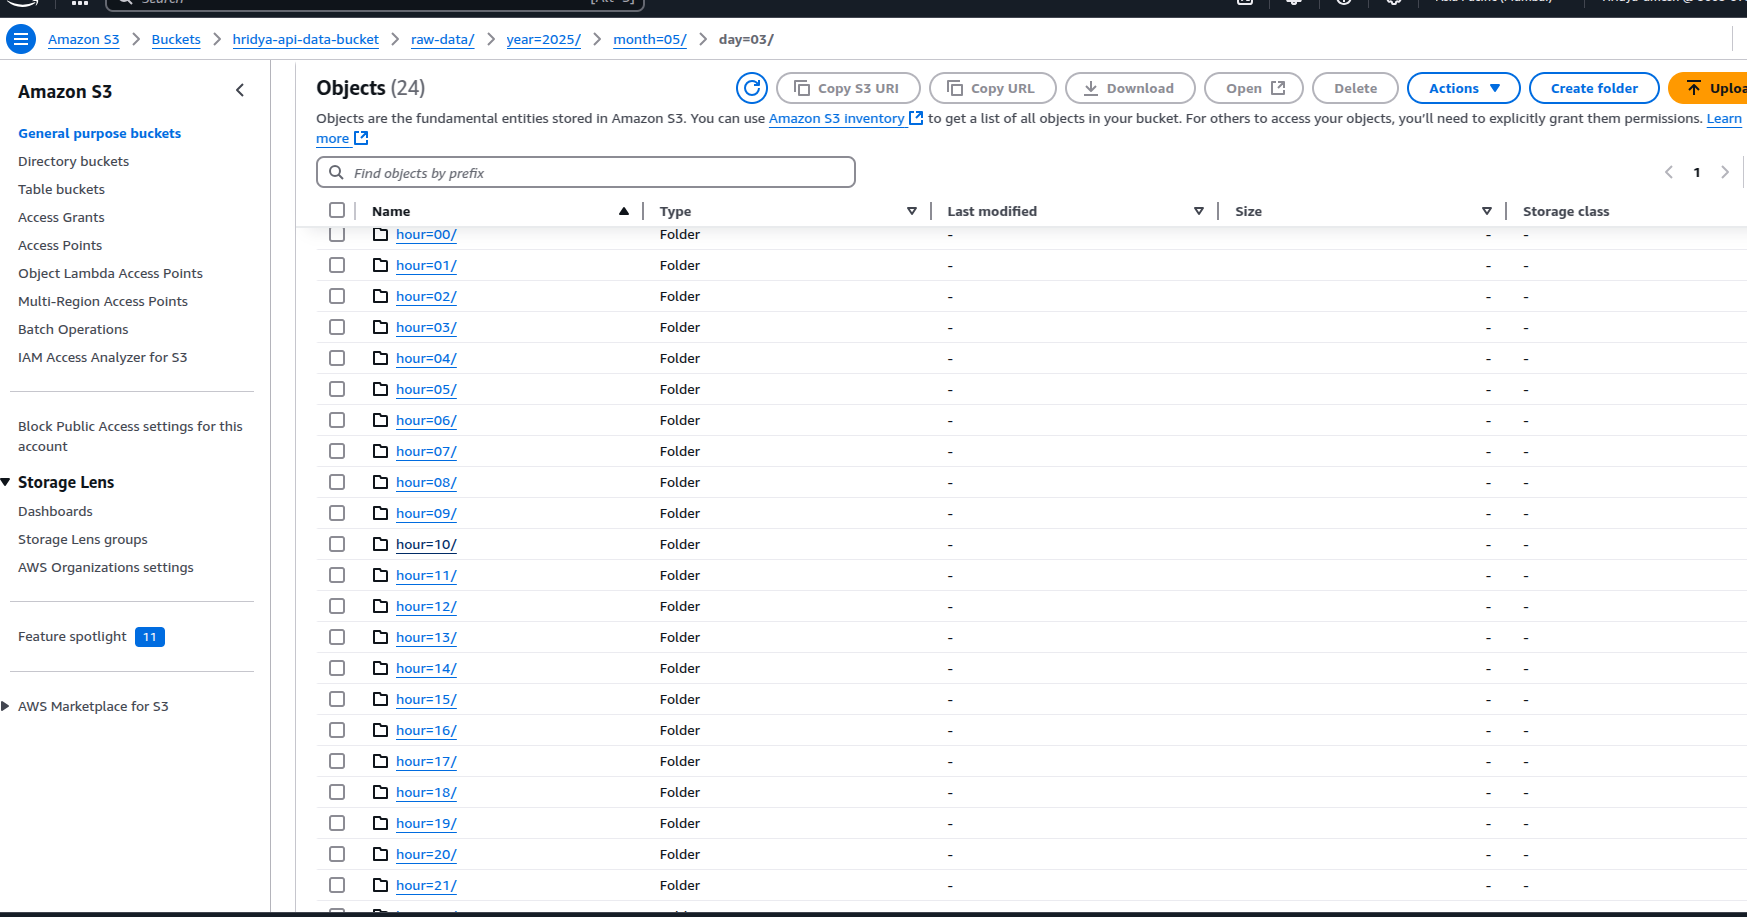 Search [Alt+S]
Amazon S3 Buckets hridya-api-data-bucket raw-data/ year=2025/ month=05/ day=03/
Amazon S3
General purpose buckets
Directory buckets
Table buckets
Access Grants
Access Points
Object Lambda Access Points
Multi-Region Access Points
Batch Operations
IAM Access Analyzer for S3
Block Public Access settings for this
account
Storage Lens
Dashboards
Storage Lens groups
AWS Organizations settings
Feature spotlight 11
AWS Marketplace for S3
Objects (24)
Copy S3 URI Copy URL Download Open Delete Actions Create folder Uploa
Objects are the fundamental entities stored in Amazon S3. You can use Amazon S3 inventory to get a list of all objects in your bucket. For others to access your objects, you'll need to explicitly grant them permissions. Learn
more
Find objects by prefix
1
Name Type Last modified Size Storage class
hour=00/ Folder - - -
hour=01/ Folder - - -
hour=02/ Folder - - -
hour=03/ Folder - - -
hour=04/ Folder - - -
hour=05/ Folder - - -
hour=06/ Folder - - -
hour=07/ Folder - - -
hour=08/ Folder - - -
hour=09/ Folder - - -
hour=10/ Folder - - -
hour=11/ Folder - - -
hour=12/ Folder - - -
hour=13/ Folder - - -
hour=14/ Folder - - -
hour=15/ Folder - - -
hour=16/ Folder - - -
hour=17/ Folder - - -
hour=18/ Folder - - -
hour=19/ Folder - - -
hour=20/ Folder - - -
hour=21/ Folder - - -